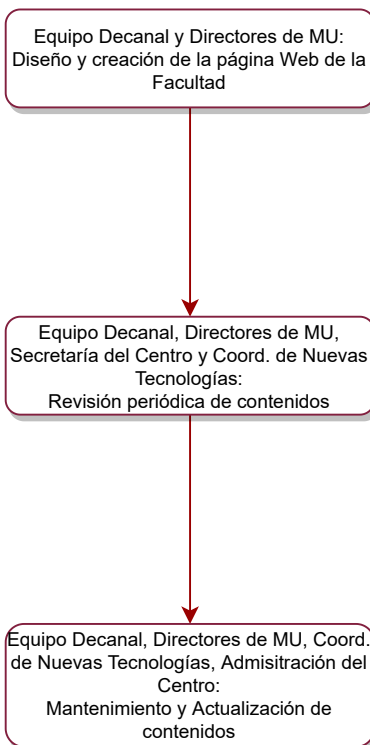 Equipo Decanal y Directores de MU:
Diseño y creación de la página Web de la
Facultad
Equipo Decanal, Directores de MU,
Secretaría del Centro y Coord. de Nuevas
Tecnologías:
Revisión periódica de contenidos
Equipo Decanal, Directores de MU, Coord.
de Nuevas Tecnologías, Admisitración del
Centro:
Mantenimiento y Actualización de
contenidos